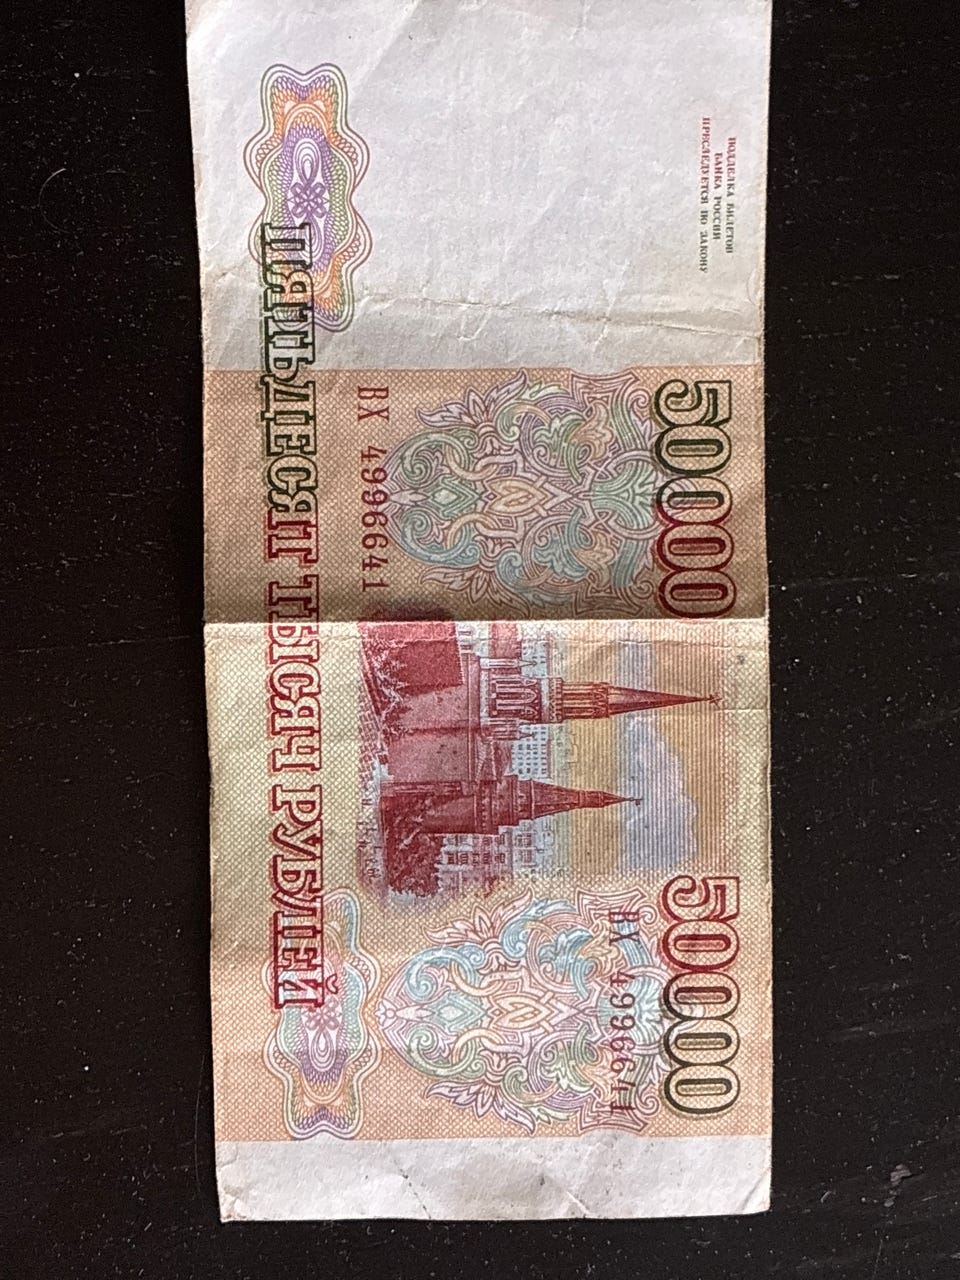 ПОДДЕЛКА БИЛЕТОВ
БАНКА РОССИИ
ПРЕСЛЕДУЕТСЯ ПО ЗАКОНУ
50000
50000
ВХ 4996641
ВХ 4996641
ПЯТЬДЕСЯТ ТЫСЯЧ РУБЛЕЙ